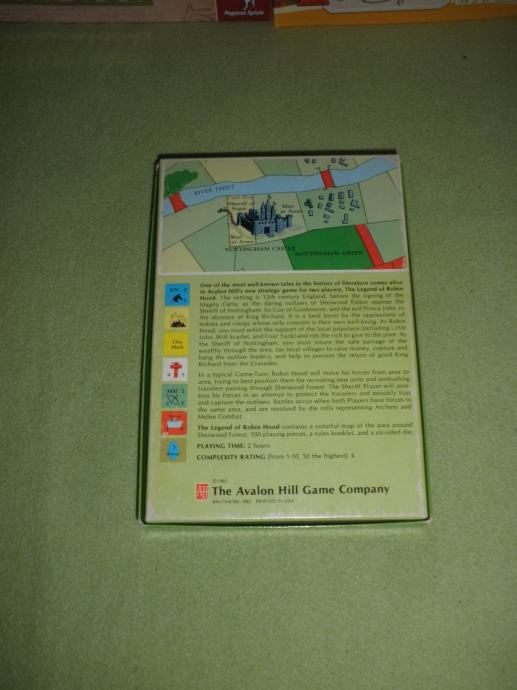 Pegasus Spiele
RIVER TRENT
Sheriff of
Nottm.
Men
at Arms
Men
at Arms
NOTTINGHAM CASTLE
NOTTINGHAM GREEN
KN 6
One
Mark
4 5
MM 2
One of the most well-known tales in the history of literature comes alive
in Avalon Hill's new strategy game for two players, The Legend of Robin
Hood. The setting is 12th century England, before the signing of the
Magna Carta, as the daring outlaws of Sherwood Forest oppose the
Sheriff of Nottingham, Sir Guy of Guisbourne, and the evil Prince John. In
the absence of King Richard, it is a land beset by the oppressions of
nobles and clergy whose only concern is their own well-being. As Robin
Hood, you must enlist the support of the local populace (including Little
John, Will Scarlet, and Friar Tuck) and rob the rich to give to the poor. As
the Sheriff of Nottingham, you must insure the safe passage of the
wealthy through the area, tax local villages to raise money, capture and
hang the outlaw leaders, and help to prevent the return of good King
Richard from the Crusades.
In a typical Game-Turn, Robin Hood will move his forces from area to
area, trying to best position them for recruiting new units and ambushing
travelers passing through Sherwood Forest. The Sheriff Player will posi-
tion his forces in an attempt to protect the travelers and possibly trap
and capture the outlaws. Battles occur when both Players have forces in
the same area, and are resolved by die rolls representing Archery and
Melee Combat.
The Legend of Robin Hood contains a colorful map of the area around
Sherwood Forest, 100 playing pieces, a rules booklet, and a six-sided die.
PLAYING TIME: 2 hours
COMPLEXITY RATING (from 1-10, 10 the highest): 4
The Avalon Hill Game Company
BALTIMORE, MD PRINTED IN USA